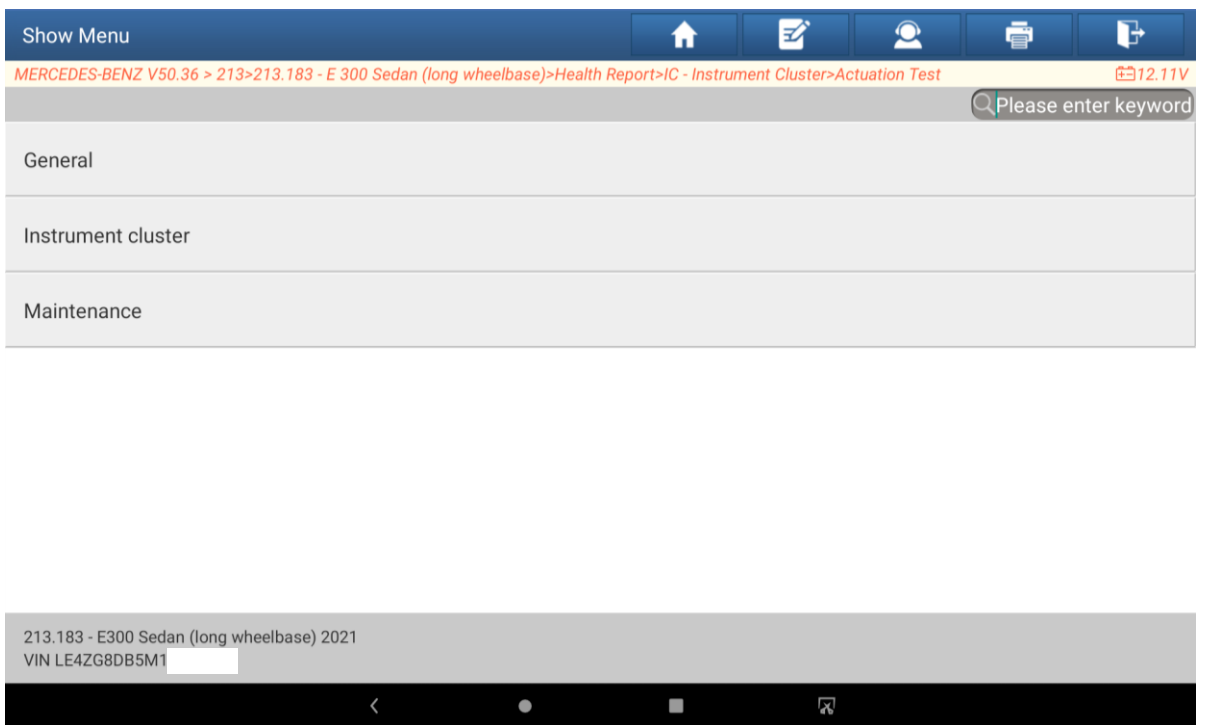 Show Menu
MERCEDES-BENZ V50.36 > 213>213.183 - E 300 Sedan (long wheelbase)>Health Report>IC - Instrument Cluster>Actuation Test 12.11V
Please enter keyword
General
Instrument cluster
Maintenance
213.183 - E300 Sedan (long wheelbase) 2021
VIN LE4ZG8DB5M1